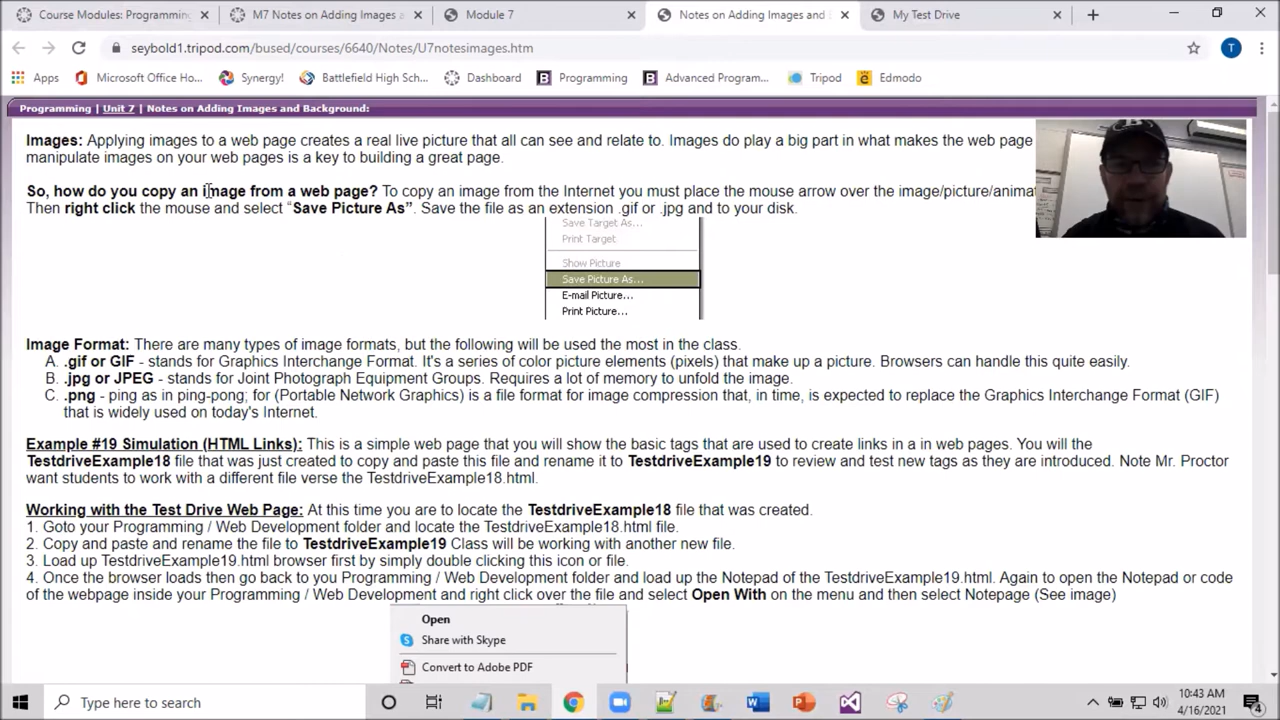 Course Modules: Programming
M7 Notes on Adding Images a
Module 7
Notes on Adding Images and
My Test Drive
seybold1.tripod.com/bused/courses/6640/Notes/U7notesimages.htm
T
Apps
Microsoft Office Ho...
Synergy!
Battlefield High Sch...
Dashboard
B Programming
B Advanced Program...
Tripod
Edmodo
Programming | Unit 7 | Notes on Adding Images and Background:
Images: Applying images to a web page creates a real live picture that all can see and relate to. Images do play a big part in what makes the web page
manipulate images on your web pages is a key to building a great page.
So, how do you copy an image from a web page? To copy an image from the Internet you must place the mouse arrow over the image/picture/animat
Then right click the mouse and select “Save Picture As”. Save the file as an extension .gif or .jpg and to your disk.
Save Target As...
Print Target
Show Picture
Save Picture As...
E-mail Picture...
Print Picture...
Image Format: There are many types of image formats, but the following will be used the most in the class.
A. .gif or GIF - stands for Graphics Interchange Format. It's a series of color picture elements (pixels) that make up a picture. Browsers can handle this quite easily.
B. .jpg or JPEG - stands for Joint Photograph Equipment Groups. Requires a lot of memory to unfold the image.
C. .png - ping as in ping-pong; for (Portable Network Graphics) is a file format for image compression that, in time, is expected to replace the Graphics Interchange Format (GIF)
that is widely used on today's Internet.
Example #19 Simulation (HTML Links): This is a simple web page that you will show the basic tags that are used to create links in a in web pages. You will the
TestdriveExample18 file that was just created to copy and paste this file and rename it to TestdriveExample19 to review and test new tags as they are introduced. Note Mr. Proctor
want students to work with a different file verse the TestdriveExample18.html.
Working with the Test Drive Web Page: At this time you are to locate the TestdriveExample18 file that was created.
1. Goto your Programming / Web Development folder and locate the TestdriveExample18.html file.
2. Copy and paste and rename the file to TestdriveExample19 Class will be working with another new file.
3. Load up TestdriveExample19.html browser first by simply double clicking this icon or file.
4. Once the browser loads then go back to you Programming / Web Development folder and load up the Notepad of the TestdriveExample19.html. Again to open the Notepad or code
of the webpage inside your Programming / Web Development and right click over the file and select Open With on the menu and then select Notepage (See image)
Open
Share with Skype
Convert to Adobe PDF
Type here to search
10:43 AM
4/16/2021
4